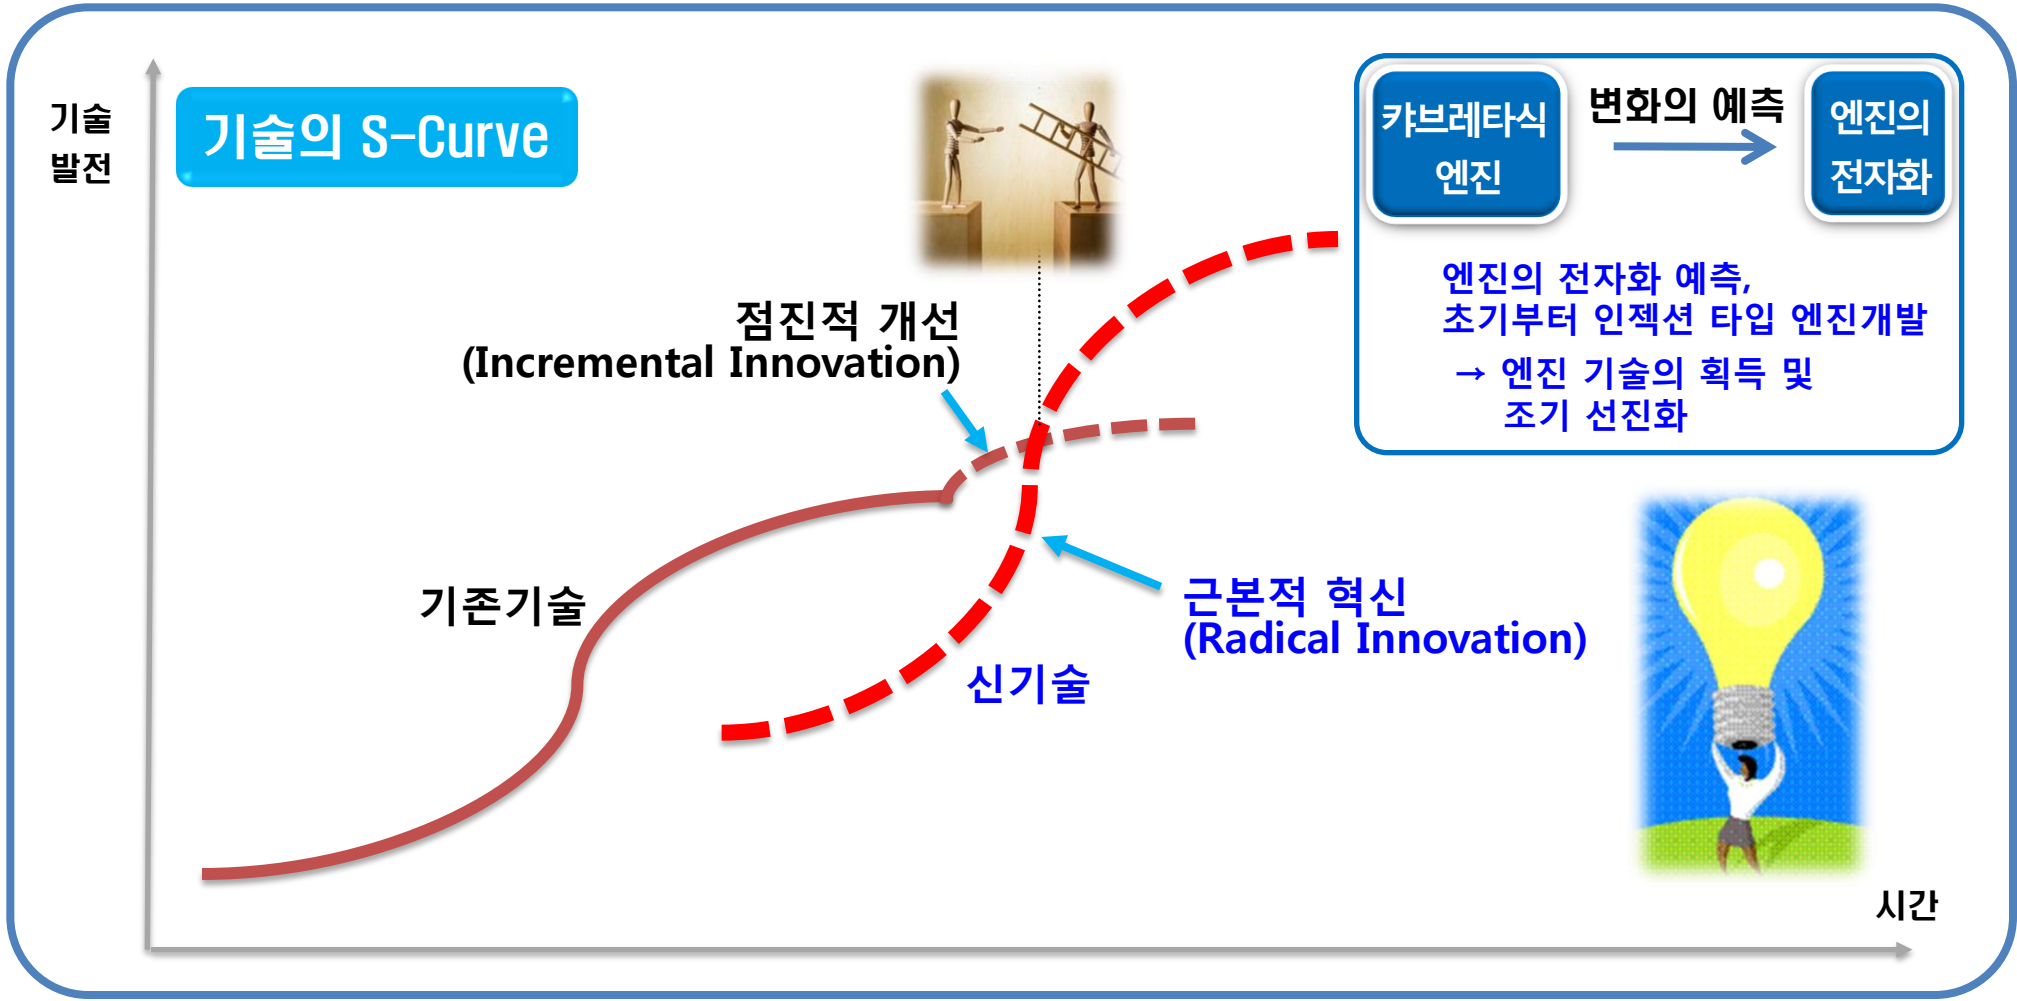 기술
발전
기술의 S-Curve
캬브레타식
엔진
변화의 예측
엔진의
전자화
엔진의 전자화 예측,
초기부터 인젝션 타입 엔진개발
→ 엔진 기술의 획득 및
조기 선진화
점진적 개선
(Incremental Innovation)
기존기술
근본적 혁신
(Radical Innovation)
신기술
시간